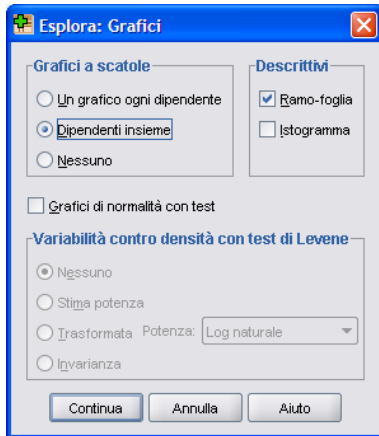 Esplora: Grafici
Grafici a scatole
Un grafico ogni dipendente
Dipendenti insieme
Nessuno
Descrittivi
Ramo-foglia
Istogramma
Grafici di normalità con test
Variabilità contro densità con test di Levene
Nessuno
Stima potenza
Trasformata Potenza: Log naturale
Invarianza
Continua Annulla Aiuto